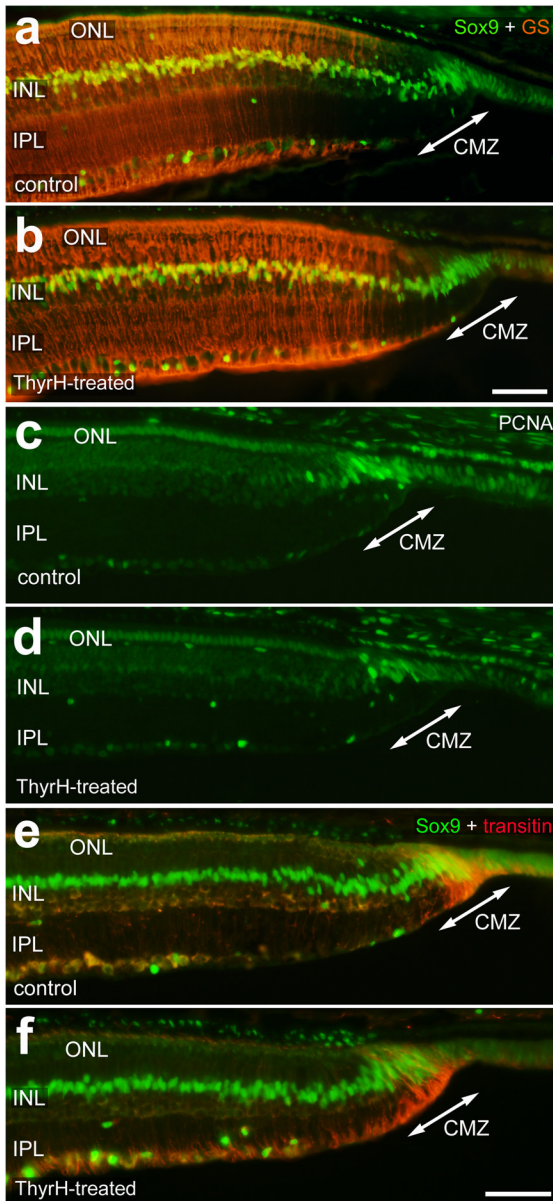 a
ONL
Sox9 + GS
INL
IPL
CMZ
control
b
ONL
INL
IPL
CMZ
ThyrH-treated
c
PCNA
ONL
INL
IPL
CMZ
control
d
ONL
INL
IPL
CMZ
ThyrH-treated
e
Sox9 + transitin
ONL
INL
IPL
CMZ
control
f
ONL
INL
IPL
CMZ
ThyrH-treated